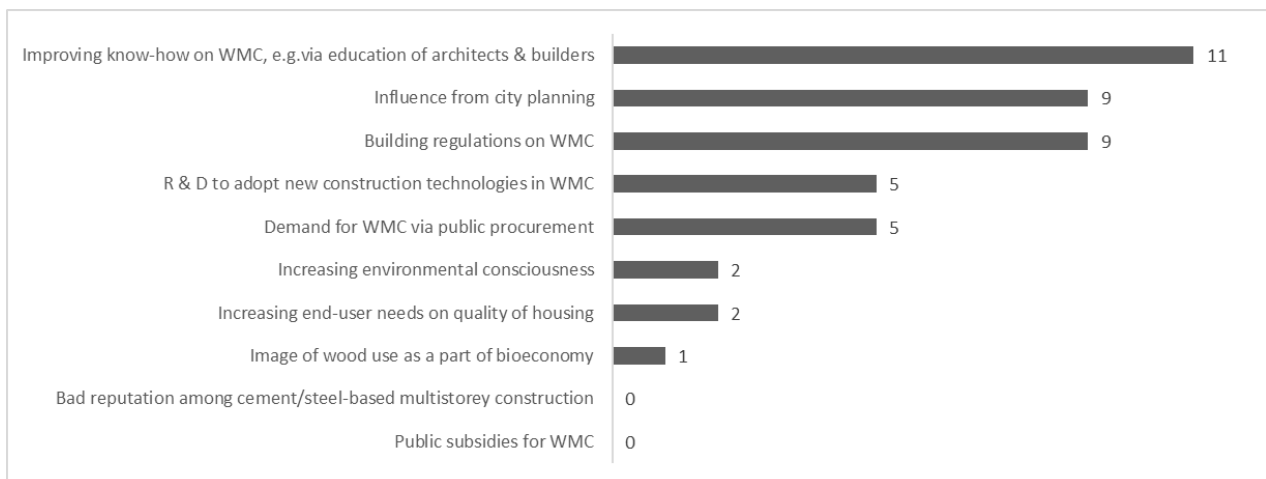 Improving know-how on WMC, e.g.via education of architects & builders 11
Influence from city planning 9
Building regulations on WMC 9
R & D to adopt new construction technologies in WMC 5
Demand for WMC via public procurement 5
Increasing environmental consciousness 2
Increasing end-user needs on quality of housing 2
Image of wood use as a part of bioeconomy 1
Bad reputation among cement/steel-based multistorey construction 0
Public subsidies for WMC 0